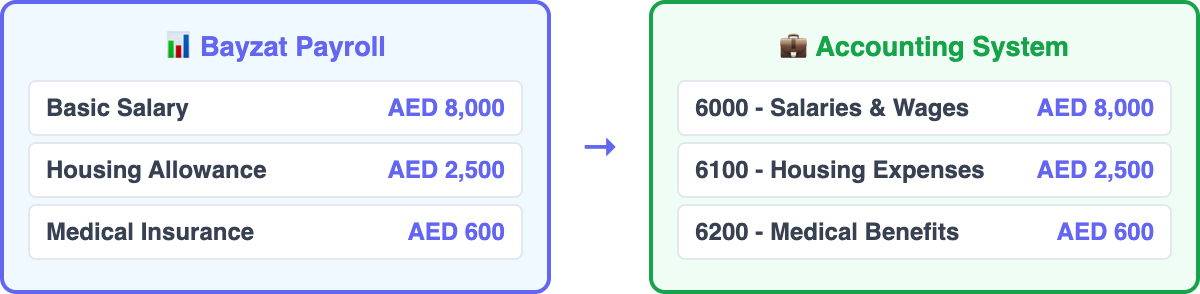 📊 Bayzat Payroll
Basic Salary AED 8,000
Housing Allowance AED 2,500
Medical Insurance AED 600
→
💼 Accounting System
6000 - Salaries & Wages AED 8,000
6100 - Housing Expenses AED 2,500
6200 - Medical Benefits AED 600